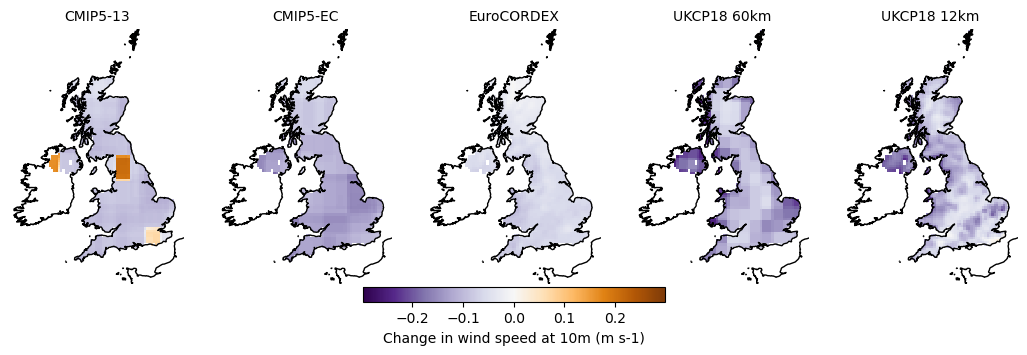 CMIP5-13
CMIP5-EC
EuroCORDEX
UKCP18 60km
UKCP18 12km
−0.2
−0.1
0.0
0.1
0.2
Change in wind speed at 10m (m s-1)